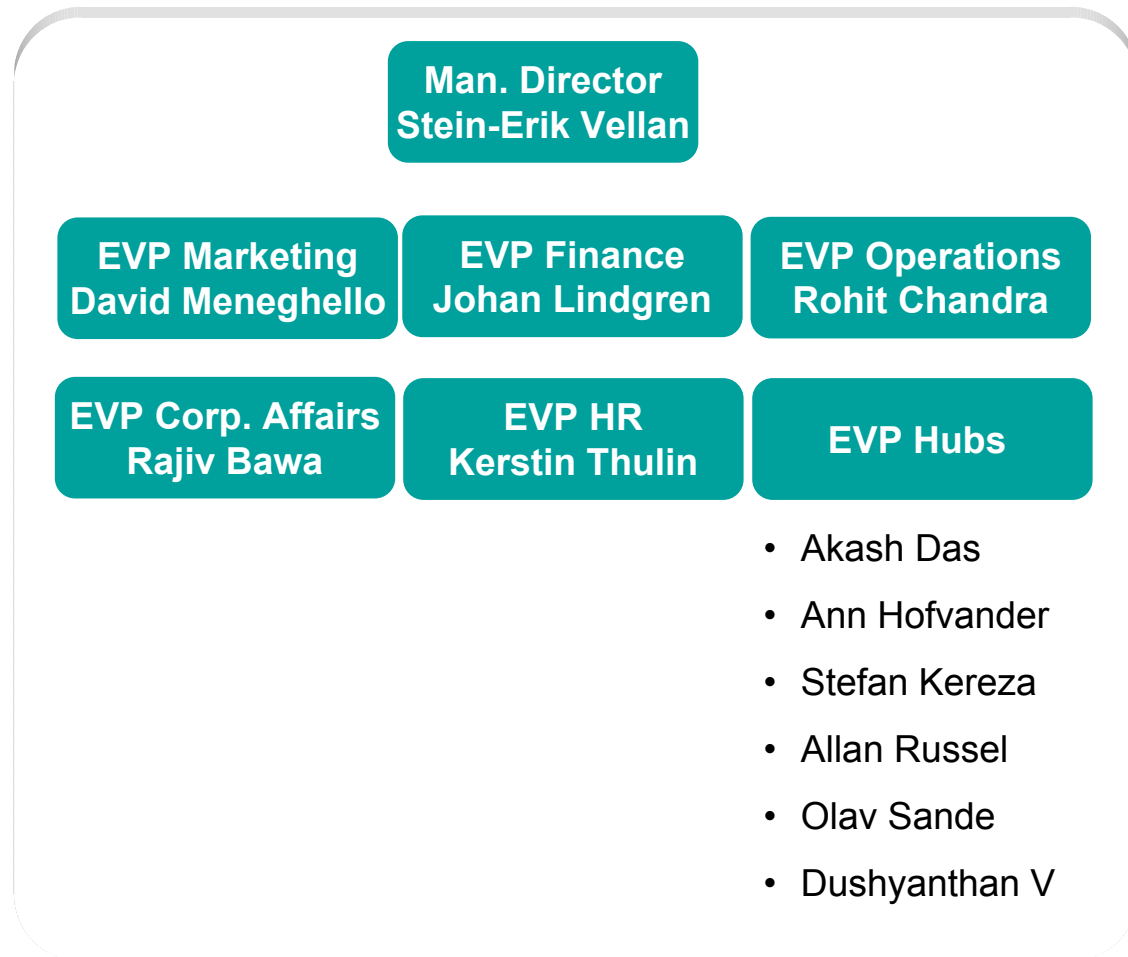 Man. Director
Stein-Erik Vellan
EVP Marketing
David Meneghello
EVP Finance
Johan Lindgren
EVP Operations
Rohit Chandra
EVP Corp. Affairs
Rajiv Bawa
EVP HR
Kerstin Thulin
EVP Hubs
• Akash Das
• Ann Hofvander
• Stefan Kereza
• Allan Russel
• Olav Sande
• Dushyanthan V